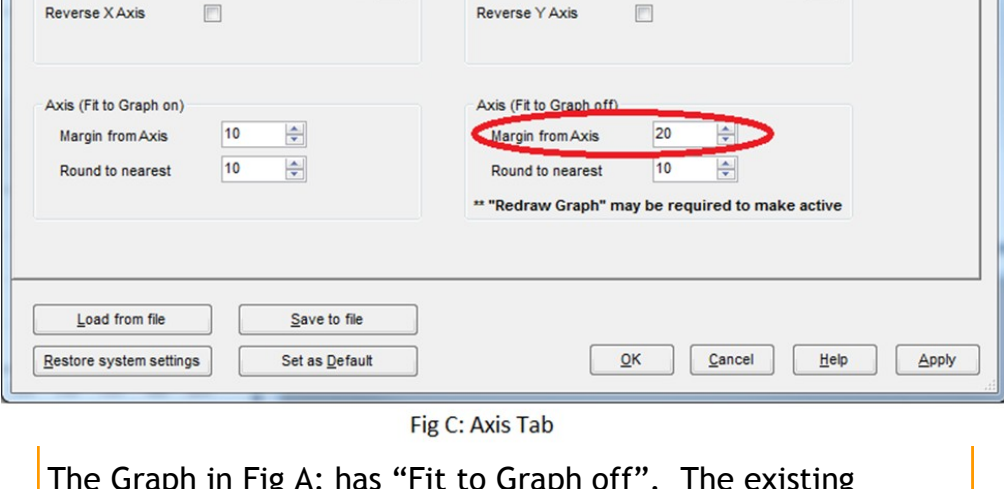 Reverse X Axis
Reverse Y Axis
Axis (Fit to Graph on)
Margin from Axis 10
Round to nearest 10
Axis (Fit to Graph off)
Margin from Axis 20
Round to nearest 10
** "Redraw Graph" may be required to make active
Load from file
Save to file
Restore system settings
Set as Default
OK
Cancel
Help
Apply
Fig C: Axis Tab
The Graph in Fig A: has “Fit to Graph off”. The existing